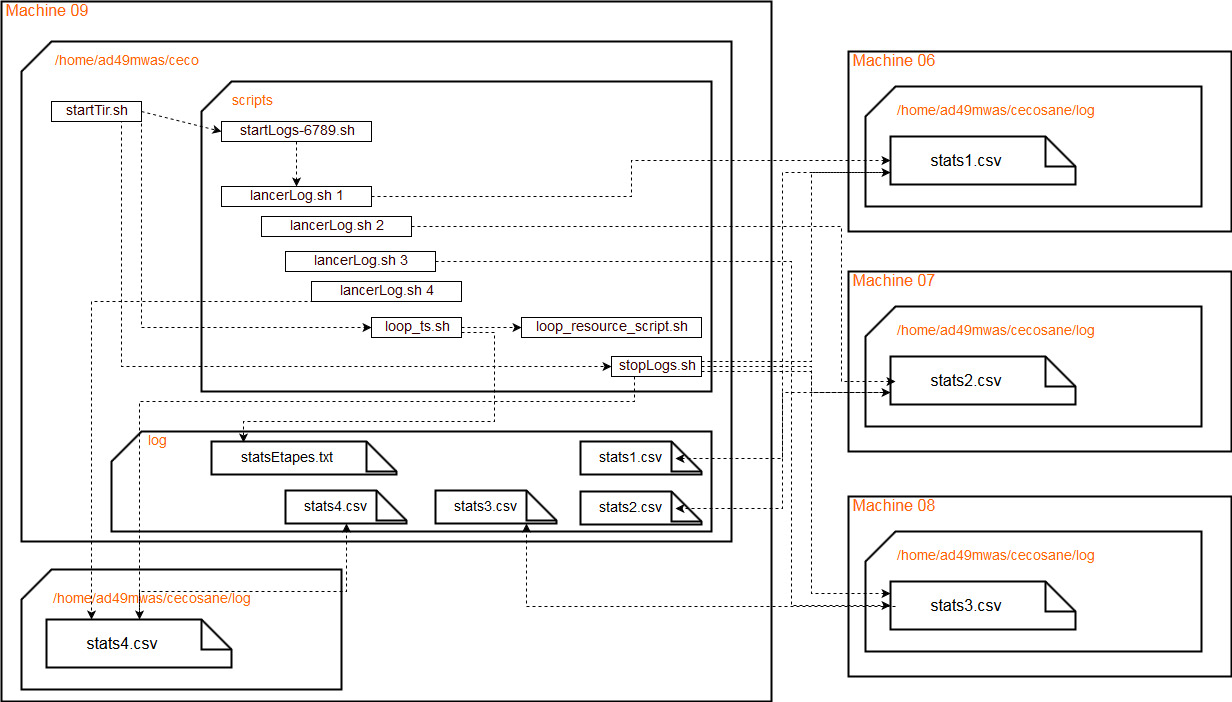 Machine 09
/home/ad49mwas/ceco
startTir.sh
scripts
startLogs-6789.sh
lancerLog.sh 1
lancerLog.sh 2
lancerLog.sh 3
lancerLog.sh 4
loop_ts.sh
loop_resource_script.sh
stopLogs.sh
log
statsEtapes.txt
stats1.csv
stats4.csv
stats3.csv
stats2.csv
/home/ad49mwas/cecosane/log
stats4.csv
Machine 06
/home/ad49mwas/cecosane/log
stats1.csv
Machine 07
/home/ad49mwas/cecosane/log
stats2.csv
Machine 08
/home/ad49mwas/cecosane/log
stats3.csv